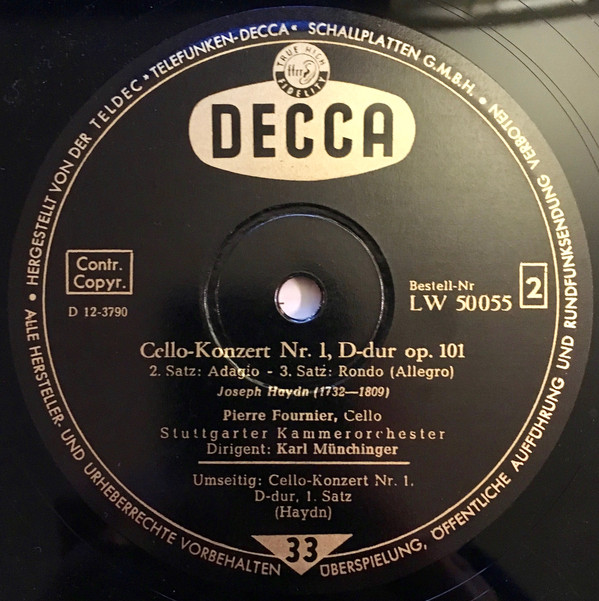 HERGESTELLT VON DER TELDEC »TELEFUNKEN-DECCA« SCHALLPLATTEN G.M.B.H. •
TRUE HIGH
ffrr
FIDELITY
DECCA
Contr.
Copyr.
D 12-3790
Bestell-Nr
LW 50055
2
Cello-Konzert Nr. 1, D-dur op. 101
2. Satz: Adagio - 3. Satz: Rondo (Allegro)
Joseph Haydn (1732—1809)
Pierre Fournier, Cello
Stuttgarter Kammerorchester
Dirigent: Karl Münchinger
Umseitig: Cello-Konzert Nr. 1,
D-dur, 1. Satz
(Haydn)
33
• ALLE HERSTELLER- UND URHEBERRECHTE VORBEHALTEN
ÜBERSPIELUNG, ÖFFENTLICHE AUFFÜHRUNG UND RUNDFUNKSENDUNG VERBOTEN